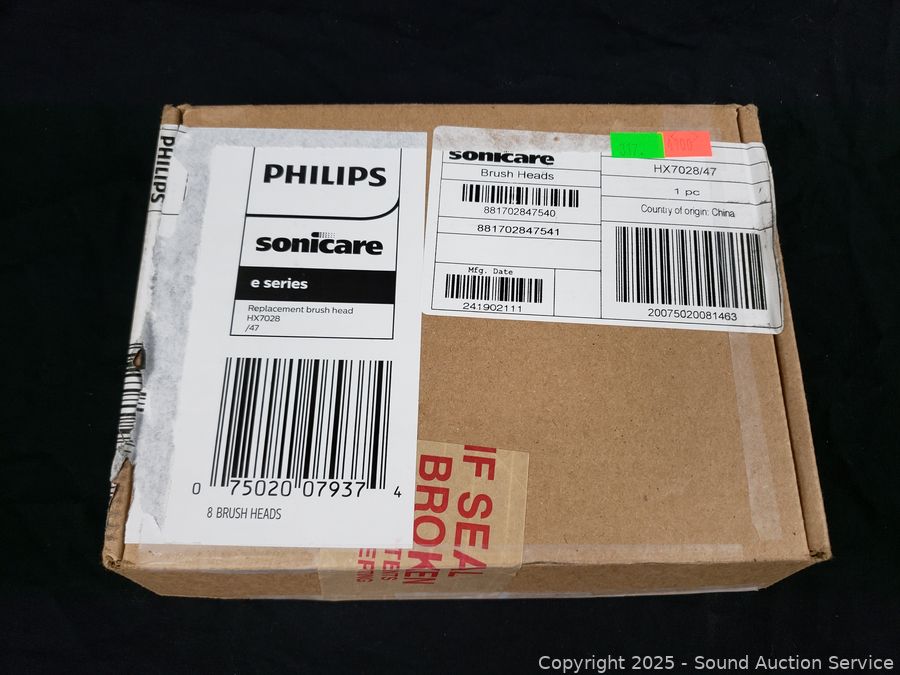 PHILIPS
PHILIPS
sonicare
e series
Replacement brush head
HX7028
/47
0 75020 07937 4
8 BRUSH HEADS
sonicare
Brush Heads
881702847540
881702847541
Mfg. Date
241902111
HX7028/47
1 pc
Country of origin: China
20075020081463
IF SEAL
BROKEN
Copyright © 2025 - Sound Auction Service